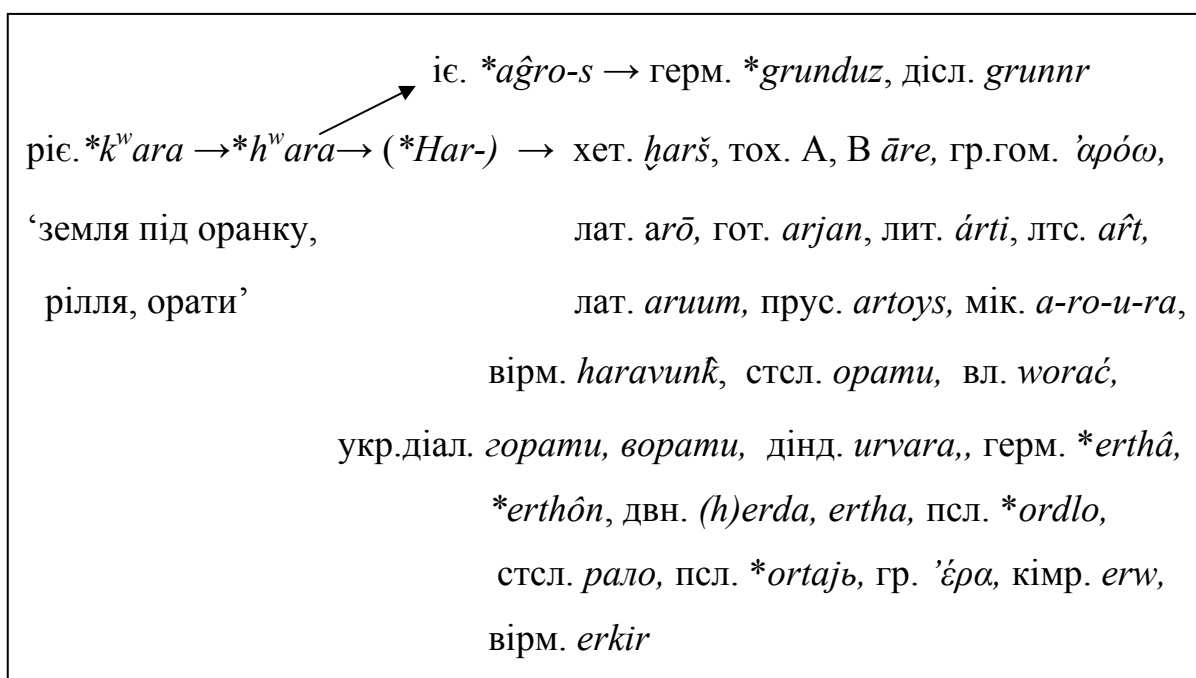 іє. *aĝro-s → герм. *grunduz, дісл. grunnr
ріє.*kʷara →*hʷara→ (*Har-) → хет. ḫarš, тох. А, В āre, гр.гом. ’αρόω,
‘земля під оранку, лат. arō, гот. arjan, лит. árti, лтс. ar̂t,
рілля, орати’ лат. aruum, прус. artoys, мік. a-ro-u-ra,
вірм. haravunk̂, стсл. орати, вл. worać,
укр.діал. горати, ворати, дінд. urvara,, герм. *erthâ,
*erthôn, двн. (h)erda, ertha, псл. *ordlo,
стсл. рало, псл. *ortajь, гр. ’έρα, кімр. erw,
вірм. erkir